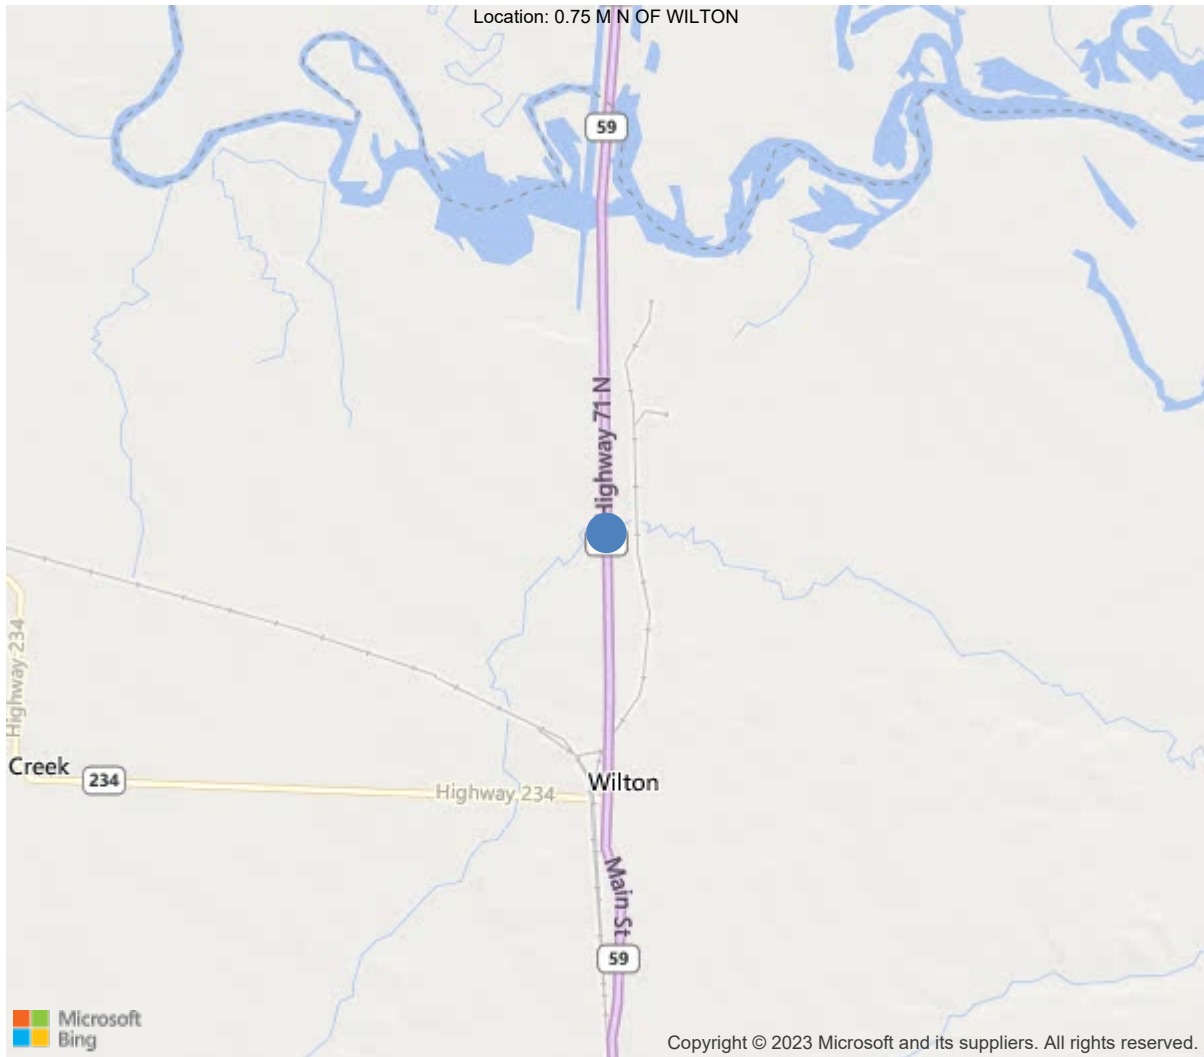 Location: 0.75 M N OF WILTON
59
Highway 71 N
Highway 234
Creek
234
Highway 234
Wilton
Main St
59
Microsoft
Bing
Copyright © 2023 Microsoft and its suppliers. All rights reserved.